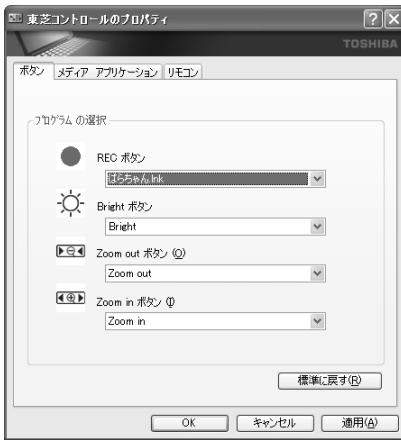 東芝コントロールのプロパティ
TOSHIBA
ボタン メディア アプリケーション リモコン
プログラムの選択
REC ボタン
ぱらちゃん.lnk
Bright ボタン
Bright
Zoom out ボタン (O)
Zoom out
Zoom in ボタン (I)
Zoom in
標準に戻す(R)
OK キャンセル 適用(A)